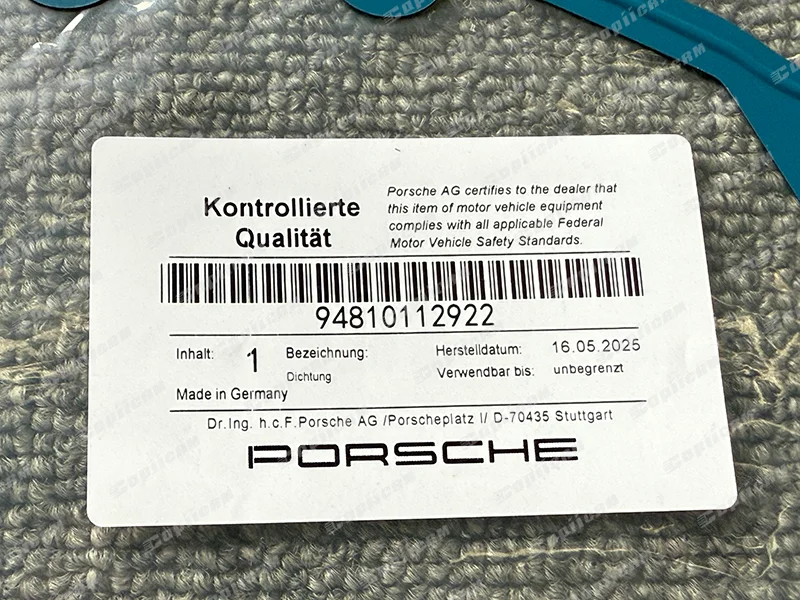 Kontrollierte
Qualität
Porsche AG certifies to the dealer that
this item of motor vehicle equipment
complies with all applicable Federal
Motor Vehicle Safety Standards.
94810112922
Inhalt: 1 Bezeichnung: Herstelldatum: 16.05.2025
Dichtung Verwendbar bis: unbegrenzt
Made in Germany
Dr.Ing. h.c.F.Porsche AG /Porscheplatz I/ D-70435 Stuttgart
PORSCHE